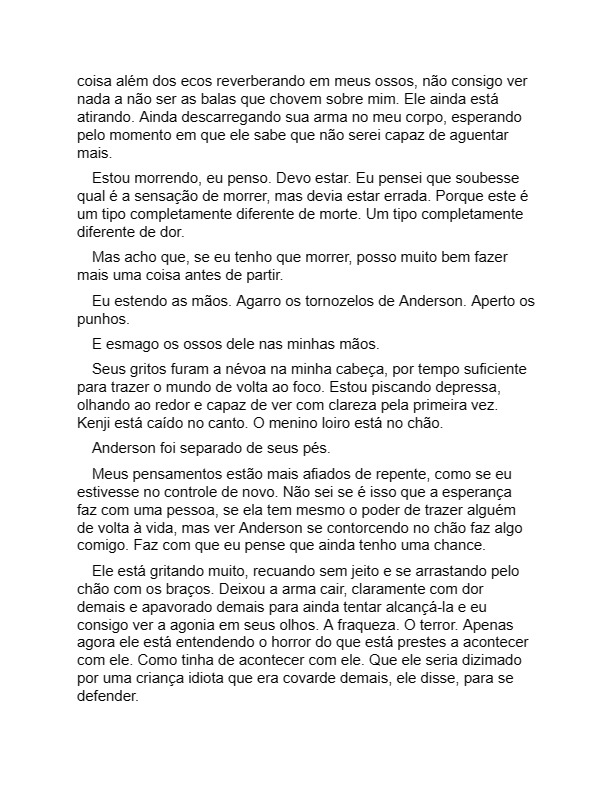 coisa além dos ecos reverberando em meus ossos, não consigo ver
nada a não ser as balas que chovem sobre mim. Ele ainda está
atirando. Ainda descarregando sua arma no meu corpo, esperando
pelo momento em que ele sabe que não serei capaz de aguentar
mais.
Estou morrendo, eu penso. Devo estar. Eu pensei que soubesse
qual é a sensação de morrer, mas devia estar errada. Porque este é
um tipo completamente diferente de morte. Um tipo completamente
diferente de dor.
Mas acho que, se eu tenho que morrer, posso muito bem fazer
mais uma coisa antes de partir.
Eu estendo as mãos. Agarro os tornozelos de Anderson. Aperto os
punhos.
E esmago os ossos dele nas minhas mãos.
Seus gritos furam a névoa na minha cabeça, por tempo suficiente
para trazer o mundo de volta ao foco. Estou piscando depressa,
olhando ao redor e capaz de ver com clareza pela primeira vez.
Kenji está caído no canto. O menino loiro está no chão.
Anderson foi separado de seus pés.
Meus pensamentos estão mais afiados de repente, como se eu
estivesse no controle de novo. Não sei se é isso que a esperança
faz com uma pessoa, se ela tem mesmo o poder de trazer alguém
de volta à vida, mas ver Anderson se contorcendo no chão faz algo
comigo. Faz com que eu pense que ainda tenho uma chance.
Ele está gritando muito, recuando sem jeito e se arrastando pelo
chão com os braços. Deixou a arma cair, claramente com dor
demais e apavorado demais para ainda tentar alcançá-la e eu
consigo ver a agonia em seus olhos. A fraqueza. O terror. Apenas
agora ele está entendendo o horror do que está prestes a acontecer
com ele. Como tinha de acontecer com ele. Que ele seria dizimado
por uma criança idiota que era covarde demais, ele disse, para se
defender.